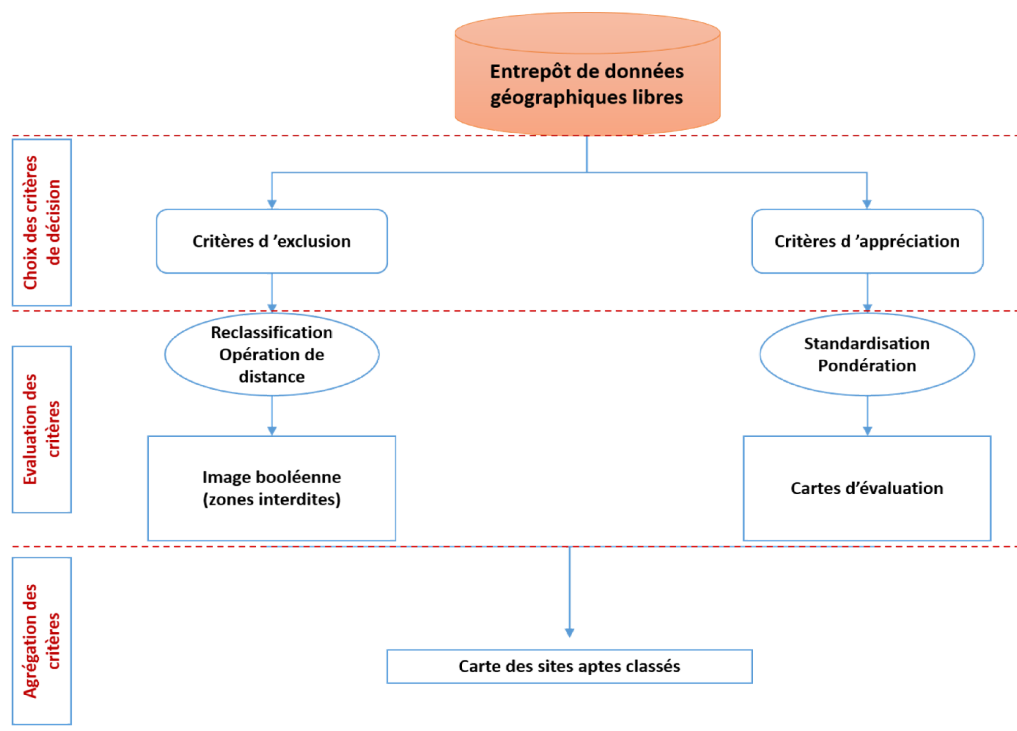 Entrepôt de données
géographiques libres
Choix des critères
de décision
Critères d ’exclusion
Critères d ’appréciation
Evaluation des
critères
Reclassification
Opération de
distance
Standardisation
Pondération
Image booléenne
(zones interdites)
Cartes d’évaluation
Agrégation des
critères
Carte des sites aptes classés